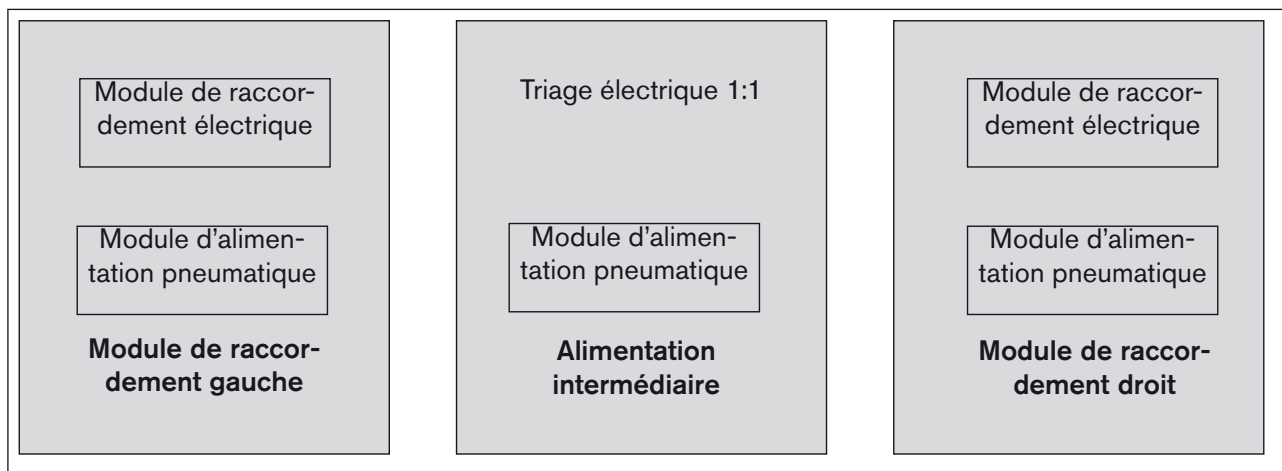 Module de raccor-
dement électrique
Module d'alimen-
tation pneumatique
Module de raccor-
dement gauche
Triage électrique 1:1
Module d'alimen-
tation pneumatique
Alimentation
intermédiaire
Module de raccor-
dement électrique
Module d'alimen-
tation pneumatique
Module de raccor-
dement droit